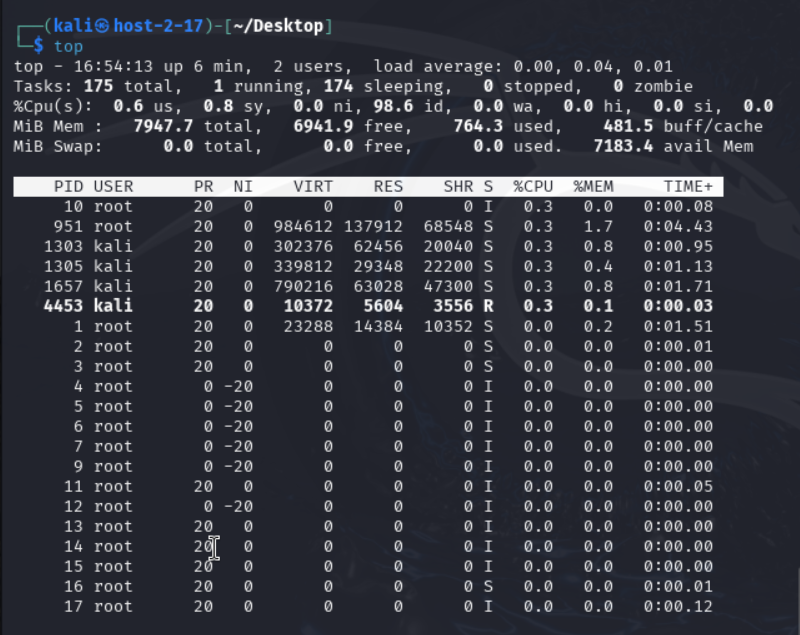 ┌──(kali㉿host-2-17)-[~/Desktop]
└─$ top
top - 16:54:13 up 6 min,  2 users,  load average: 0.00, 0.04, 0.01
Tasks: 175 total,   1 running, 174 sleeping,   0 stopped,   0 zombie
%Cpu(s):  0.6 us,  0.8 sy,  0.0 ni, 98.6 id,  0.0 wa,  0.0 hi,  0.0 si,  0.0
MiB Mem :   7947.7 total,   6941.9 free,    764.3 used,    481.5 buff/cache
MiB Swap:      0.0 total,      0.0 free,      0.0 used.   7183.4 avail Mem
    PID USER      PR  NI    VIRT    RES    SHR S  %CPU  %MEM     TIME+
     10 root      20   0       0      0      0 I   0.3   0.0   0:00.08
    951 root      20   0  984612 137912  68548 S   0.3   1.7   0:04.43
   1303 kali      20   0  302376  62456  20040 S   0.3   0.8   0:00.95
   1305 kali      20   0  339812  29348  22200 S   0.3   0.4   0:01.13
   1657 kali      20   0  790216  63028  47300 S   0.3   0.8   0:01.71
   4453 kali      20   0   10372   5604   3556 R   0.3   0.1   0:00.03
      1 root      20   0   23288  14384  10352 S   0.0   0.2   0:01.51
      2 root      20   0       0      0      0 S   0.0   0.0   0:00.01
      3 root      20   0       0      0      0 S   0.0   0.0   0:00.00
      4 root       0 -20       0      0      0 I   0.0   0.0   0:00.00
      5 root       0 -20       0      0      0 I   0.0   0.0   0:00.00
      6 root       0 -20       0      0      0 I   0.0   0.0   0:00.00
      7 root       0 -20       0      0      0 I   0.0   0.0   0:00.00
      9 root       0 -20       0      0      0 I   0.0   0.0   0:00.00
     11 root      20   0       0      0      0 I   0.0   0.0   0:00.05
     12 root       0 -20       0      0      0 I   0.0   0.0   0:00.00
     13 root      20   0       0      0      0 I   0.0   0.0   0:00.00
     14 root      20   0       0      0      0 I   0.0   0.0   0:00.00
     15 root      20   0       0      0      0 I   0.0   0.0   0:00.00
     16 root      20   0       0      0      0 S   0.0   0.0   0:00.01
     17 root      20   0       0      0      0 I   0.0   0.0   0:00.12